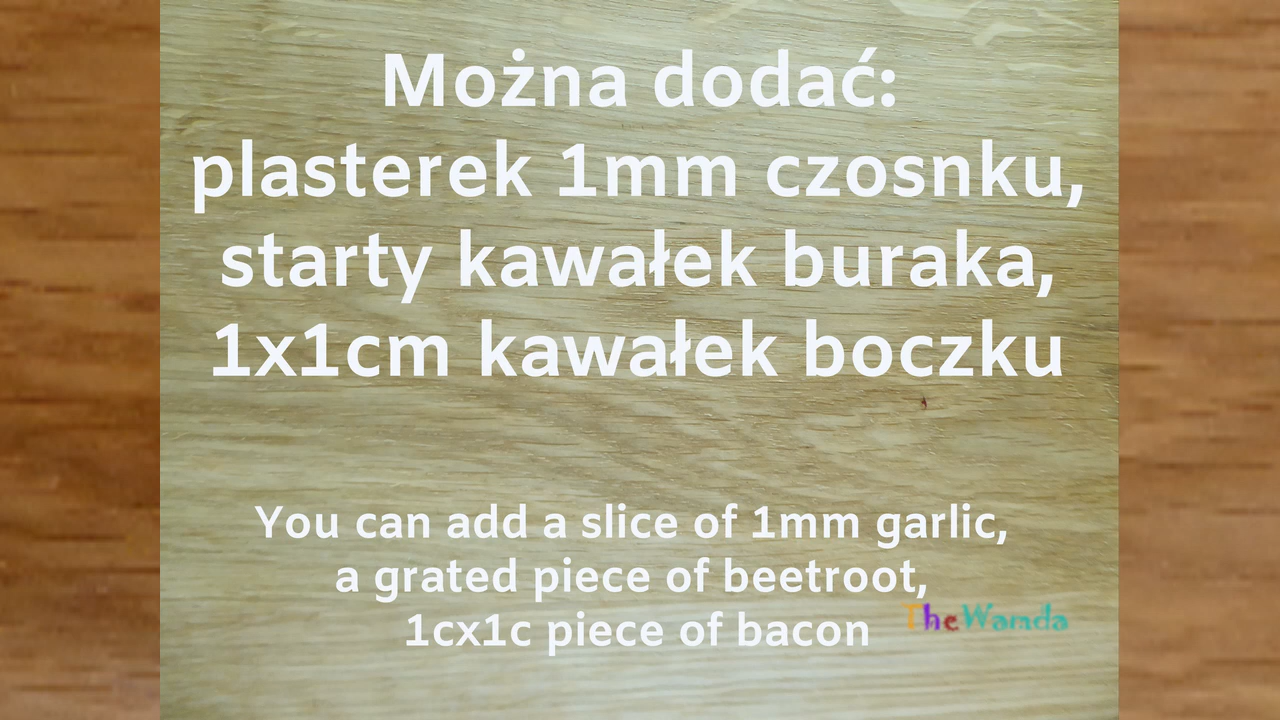 Można dodać:
plasterek 1mm czosnku,
starty kawałek buraka,
1x1cm kawałek boczku
You can add a slice of 1mm garlic,
a grated piece of beetroot,
1cx1c piece of bacon
TheWamda